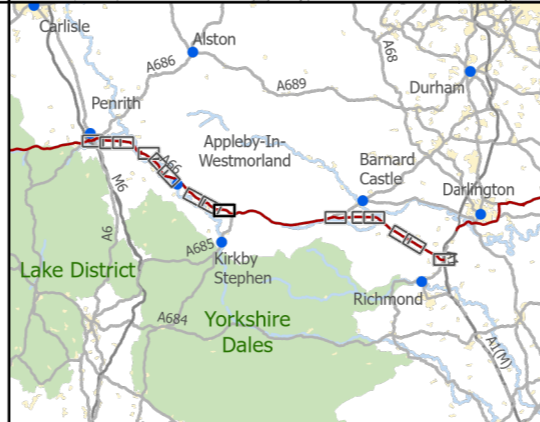 Carlisle
Alston
A686
A68
A689
Durham
Penrith
Appleby-In-
Westmorland
A66
Barnard
Castle
Darlington
M6
A6
A685
Kirkby
Stephen
Lake District
Richmond
A684
Yorkshire
Dales
A1(M)